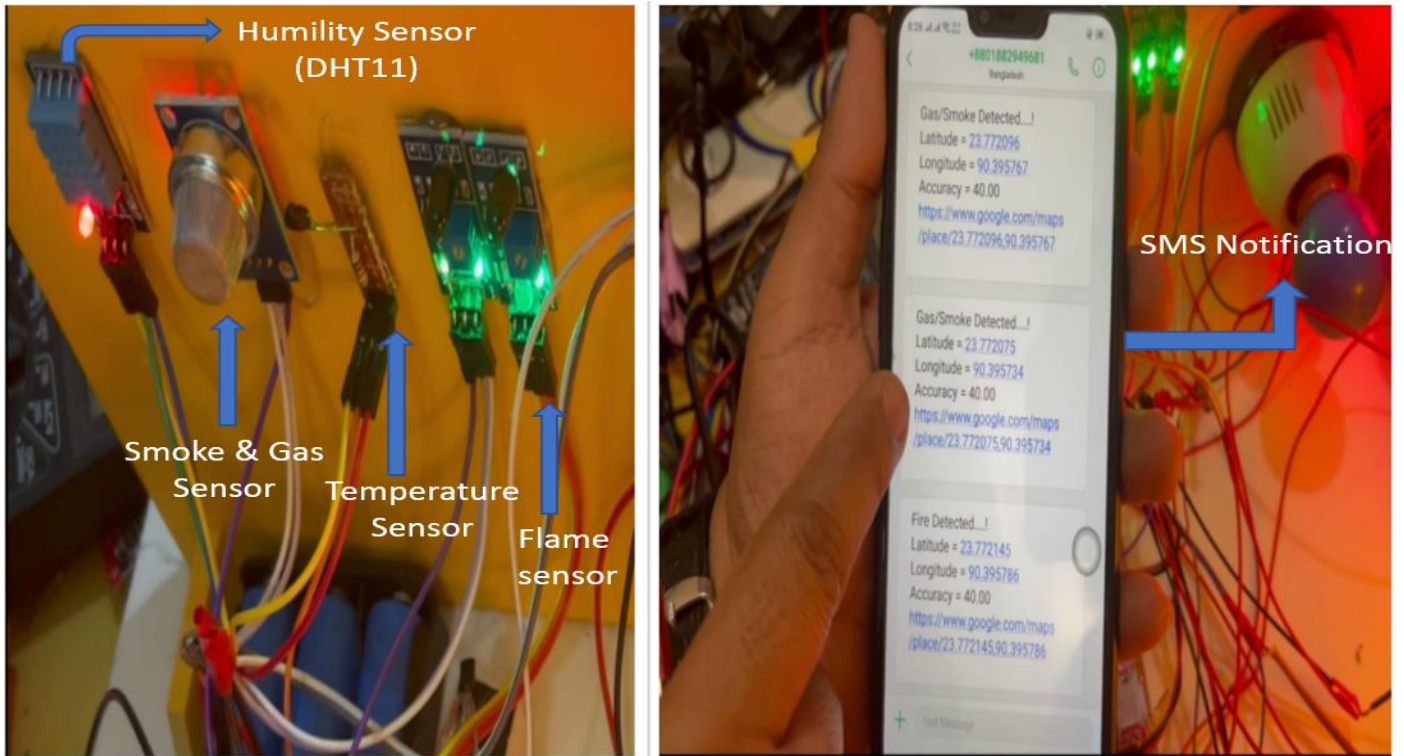 Humility Sensor
(DHT11)
Smoke & Gas
Sensor
Temperature
Sensor
Flame
sensor
8:28
+8801882949681
Bangladesh
Gas/Smoke Detected....!
Latitude = 23.772096
Longitude = 90.395767
Accuracy = 40.00
https://www.google.com/maps
/place/23.772096,90.395767
Gas/Smoke Detected....!
Latitude = 23.772075
Longitude = 90.395734
Accuracy = 40.00
https://www.google.com/maps
/place/23.772075,90.395734
Fire Detected....!
Latitude = 23.772145
Longitude = 90.395786
Accuracy = 40.00
https://www.google.com/maps
/place/23.772145,90.395786
Text Message
SMS Notification